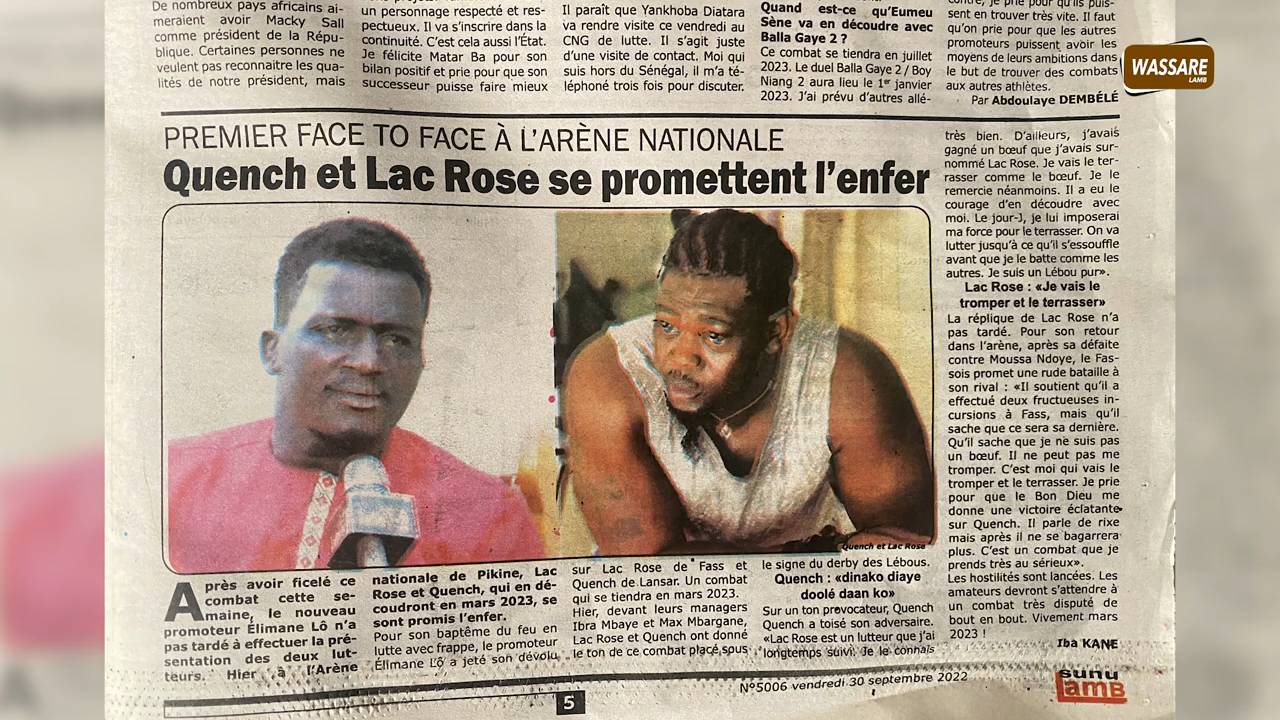 De nombreux pays africains ai-
meraient avoir Macky Sall
comme président de la Répu-
blique. Certaines personnes ne
veulent pas reconnaitre les qua-
lités de notre président, mais
un personnage respecté et res-
pectueux. Il va s'inscrire dans la
continuité. C'est cela aussi l'État.
Je félicite Matar Ba pour son
bilan positif et prie pour que son
successeur puisse faire mieux
Il paraît que Yankhoba Diatara
va rendre visite ce vendredi au
CNG de lutte. Il s'agit juste
d'une visite de contact. Moi qui
suis hors du Sénégal, il m'a té-
léphoné trois fois pour discuter.
Quand est-ce qu'Eumeu
Sène va en découdre avec
Balla Gaye 2 ?
Ce combat se tiendra en juillet
2023. Le duel Balla Gaye 2 / Boy
Niang 2 aura lieu le 1er janvier
2023. J'ai prévu d'autres allé-
contre, je prie pour qu'ils puis-
sent en trouver très vite. Il faut
qu'on prie pour que les autres
promoteurs puissent avoir les
moyens de leurs ambitions dans
le but de trouver des combats
aux autres athlètes.
Par Abdoulaye DEMBÉLÉ
WASSARE
LAMB
PREMIER FACE TO FACE À L'ARÈNE NATIONALE
Quench et Lac Rose se promettent l'enfer
Quench et Lac Rose
Après avoir ficelé ce
combat cette se-
maine, le nouveau
promoteur Élimane Lô n'a
pas tardé à effectuer la pré-
sentation des deux lut-
teurs. Hier à l'Arène
nationale de Pikine, Lac
Rose et Quench, qui en dé-
coudront en mars 2023, se
sont promis l'enfer.
Pour son baptême du feu en
lutte avec frappe, le promoteur
Élimane Lô a jeté son dévolu
sur Lac Rose de Fass et
Quench de Lansar. Un combat
qui se tiendra en mars 2023.
Hier, devant leurs managers
Ibra Mbaye et Max Mbargane,
Lac Rose et Quench ont donné
le ton de ce combat placé sous
le signe du derby des Lébous.
Quench : «dinako diaye
doolé daan ko»
Sur un ton provocateur, Quench
Quench a toisé son adversaire.
«Lac Rose est un lutteur que j'ai
longtemps suivi. Je le connais
très bien. D'ailleurs, j'avais
gagné un bœuf que j'avais sur-
nommé Lac Rose. Je vais le ter-
rasser comme le bœuf. Je le
remercie néanmoins. Il a eu le
courage d'en découdre avec
moi. Le jour-J, je lui imposerai
ma force pour le terrasser. On va
lutter jusqu'à ce qu'il s'essouffle
avant que je le batte comme les
autres. Je suis un Lébou pur».
Lac Rose : «Je vais le
tromper et le terrasser»
La réplique de Lac Rose n'a
pas tardé. Pour son retour
dans l'arène, après sa défaite
contre Moussa Ndoye, le Fas-
sois promet une rude bataille à
son rival : «Il soutient qu'il a
effectué deux fructueuses in-
cursions à Fass, mais qu'il
sache que ce sera sa dernière.
Qu'il sache que je ne suis pas
un bœuf. Il ne peut pas me
tromper. C'est moi qui vais le
tromper et le terrasser. Je prie
pour que le Bon Dieu me
donne une victoire éclatante
sur Quench. Il parle de rixe
mais après il ne se bagarrera
plus. C'est un combat que je
prends très au sérieux».
Les hostilités sont lancées. Les
amateurs devront s'attendre à
un combat très disputé de
bout en bout. Vivement mars
2023 !
Iba KANE
5
N°5006 vendredi 30 septembre 2022
sunu
Lamb